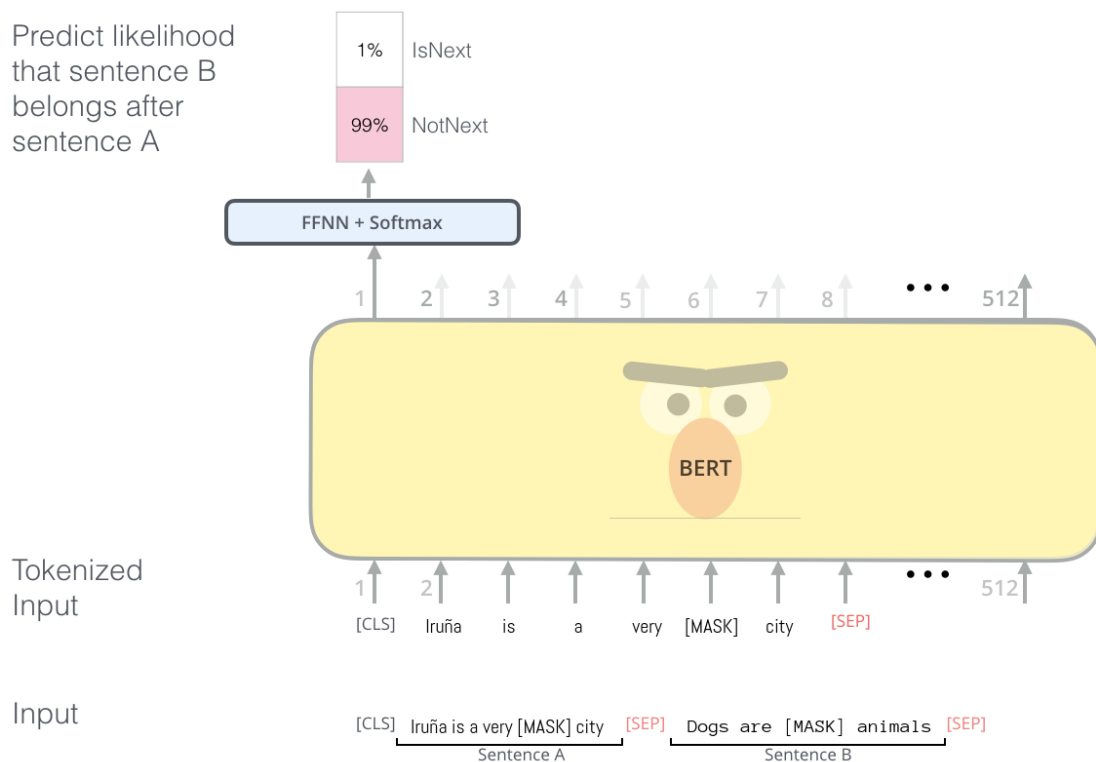 Predict likelihood
that sentence B
belongs after
sentence A
1% IsNext
99% NotNext
FFNN + Softmax
1 2 3 4 5 6 7 8 ••• 512
BERT
Tokenized
Input
1 2 ••• 512
[CLS] Iruña is a very [MASK] city [SEP]
Input
[CLS] Iruña is a very [MASK] city [SEP] Dogs are [MASK] animals [SEP]
Sentence A Sentence B